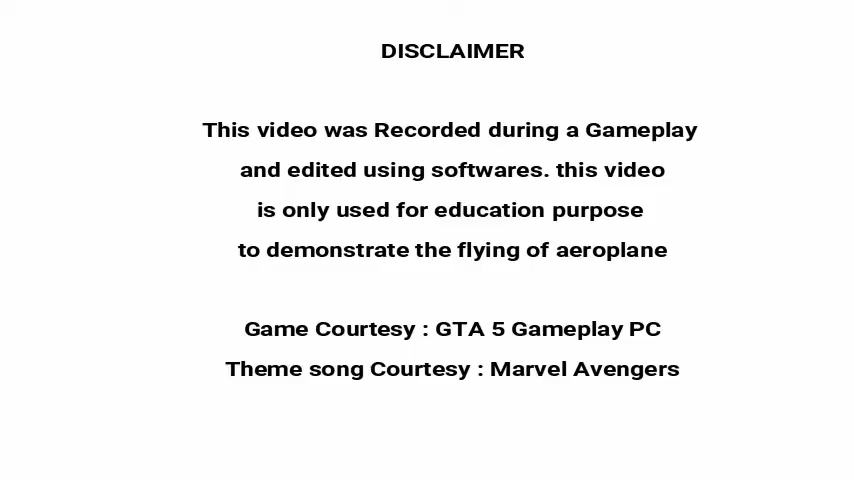 DISCLAIMER
This video was Recorded during a Gameplay
and edited using softwares. this video
is only used for education purpose
to demonstrate the flying of aeroplane
Game Courtesy : GTA 5 Gameplay PC
Theme song Courtesy : Marvel Avengers